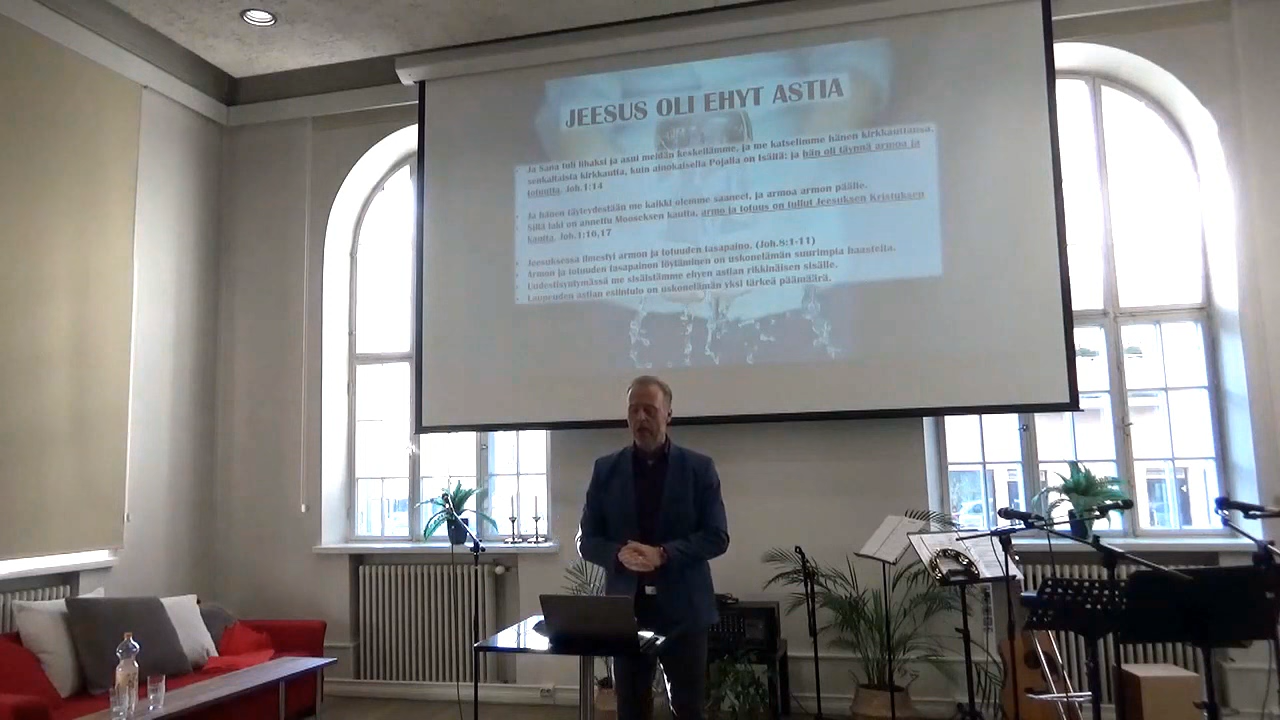 JEESUS OLI EHYT ASTIA
Ja Sana tuli lihaksi ja asui meidän keskellämme, ja me katselimme hänen kirkkauttansa,
senkaltaista kirkkautta, kuin ainokaisella Pojalla on Isältä; ja hän oli täynnä armoa ja
totuutta. Joh.1:14
Ja hänen täyteydestään me kaikki olemme saaneet, ja armoa armon päälle.
Sillä laki on annettu Mooseksen kautta, armo ja totuus on tullut Jeesuksen Kristuksen
kautta. Joh.1:16,17
Jeesuksessa ilmestyi armon ja totuuden tasapaino. (Joh.8:1-11)
Armon ja totuuden tasapainon löytäminen on uskonelämän suurimpia haasteita.
Uudestisyntymässä me sisäistämme ehyen astian rikkinäisen sisälle.
Laupeuden astian esiintulo on uskonelämän yksi tärkeä päämäärä.